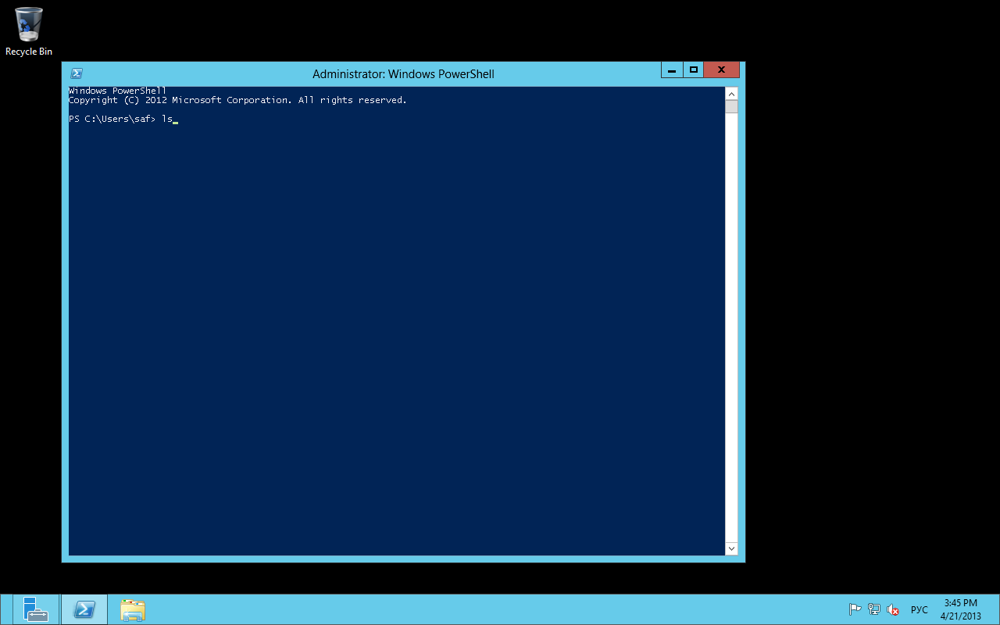 Recycle Bin
Administrator: Windows PowerShell
Windows PowerShell
Copyright (C) 2012 Microsoft Corporation. All rights reserved.
PS C:\Users\saf> ls
РУС
3:45 PM
4/21/2013